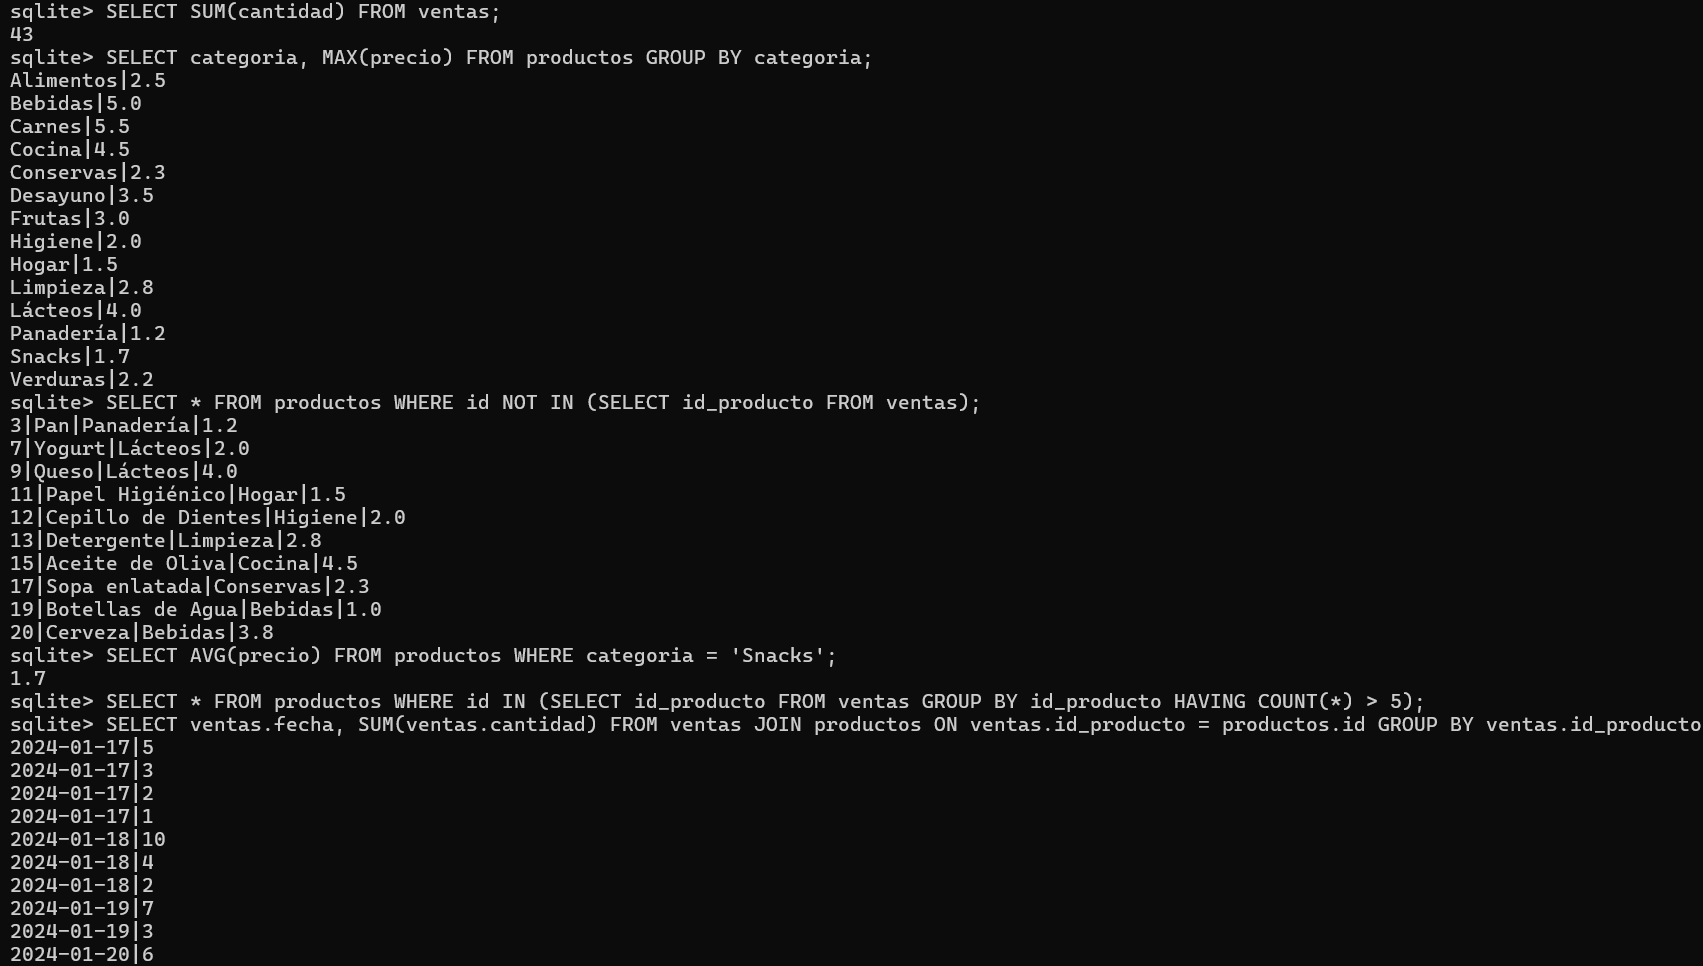 sqlite> SELECT SUM(cantidad) FROM ventas;
43
sqlite> SELECT categoria, MAX(precio) FROM productos GROUP BY categoria;
Alimentos|2.5
Bebidas|5.0
Carnes|5.5
Cocina|4.5
Conservas|2.3
Desayuno|3.5
Frutas|3.0
Higiene|2.0
Hogar|1.5
Limpieza|2.8
Lácteos|4.0
Panadería|1.2
Snacks|1.7
Verduras|2.2
sqlite> SELECT * FROM productos WHERE id NOT IN (SELECT id_producto FROM ventas);
3|Pan|Panadería|1.2
7|Yogurt|Lácteos|2.0
9|Queso|Lácteos|4.0
11|Papel Higiénico|Hogar|1.5
12|Cepillo de Dientes|Higiene|2.0
13|Detergente|Limpieza|2.8
15|Aceite de Oliva|Cocina|4.5
17|Sopa enlatada|Conservas|2.3
19|Botellas de Agua|Bebidas|1.0
20|Cerveza|Bebidas|3.8
sqlite> SELECT AVG(precio) FROM productos WHERE categoria = 'Snacks';
1.7
sqlite> SELECT * FROM productos WHERE id IN (SELECT id_producto FROM ventas GROUP BY id_producto HAVING COUNT(*) > 5);
sqlite> SELECT ventas.fecha, SUM(ventas.cantidad) FROM ventas JOIN productos ON ventas.id_producto = productos.id GROUP BY ventas.id_producto
2024-01-17|5
2024-01-17|3
2024-01-17|2
2024-01-17|1
2024-01-18|10
2024-01-18|4
2024-01-18|2
2024-01-19|7
2024-01-19|3
2024-01-20|6